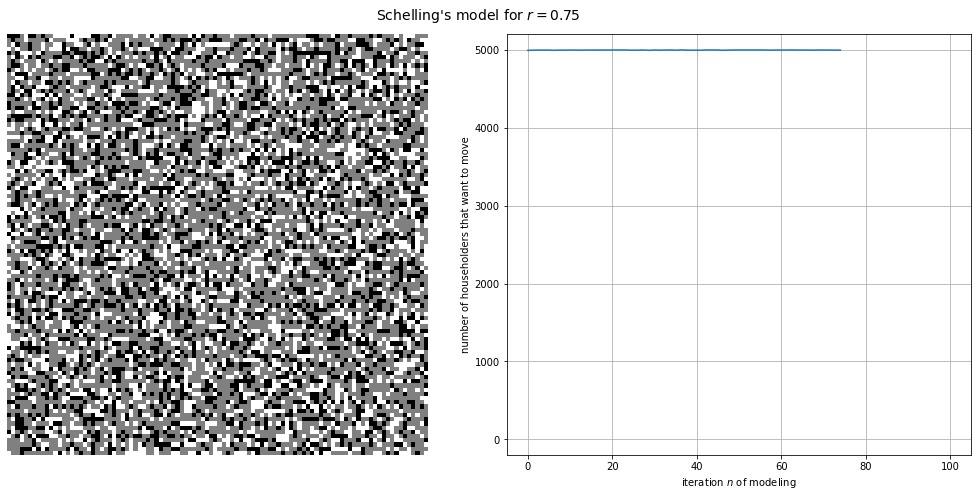 Schelling's model for r = 0.75
5000
4000
3000
2000
1000
0
number of householders that want to move
0 20 40 60 80 100
iteration n of modeling